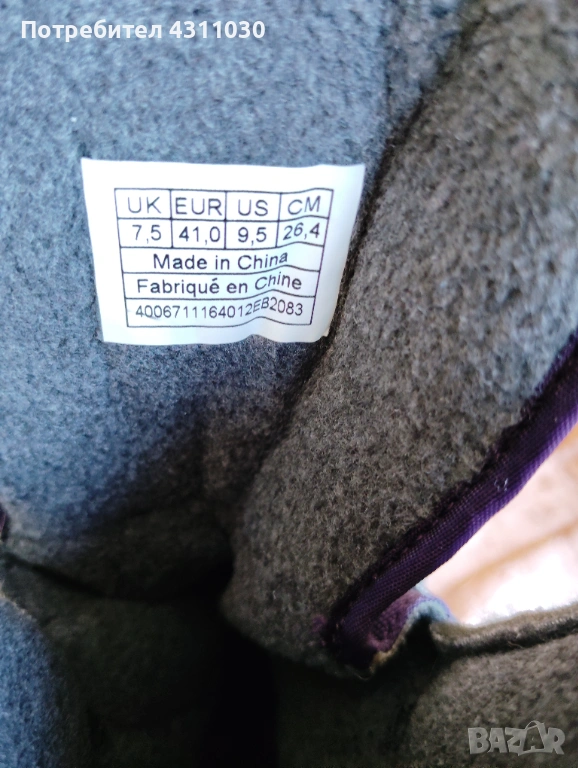 Потребител 4311030
UK EUR US CM
7,5 41,0 9,5 26,4
Made in China
Fabriqué en Chine
4006711164012EB2083
BAZAR